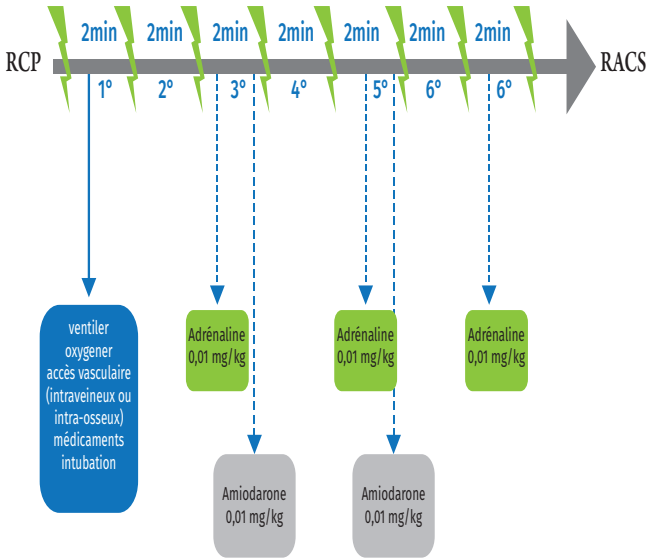 2min 2min 2min 2min 2min 2min 2min
RCP RACS
1° 2° 3° 4° 5° 6° 6°
ventiler
oxygener
accès vasculaire
(intraveineux ou
intra-osseux)
médicaments
intubation
Adrénaline
0,01 mg/kg
Adrénaline
0,01 mg/kg
Adrénaline
0,01 mg/kg
Amiodarone
0,01 mg/kg
Amiodarone
0,01 mg/kg